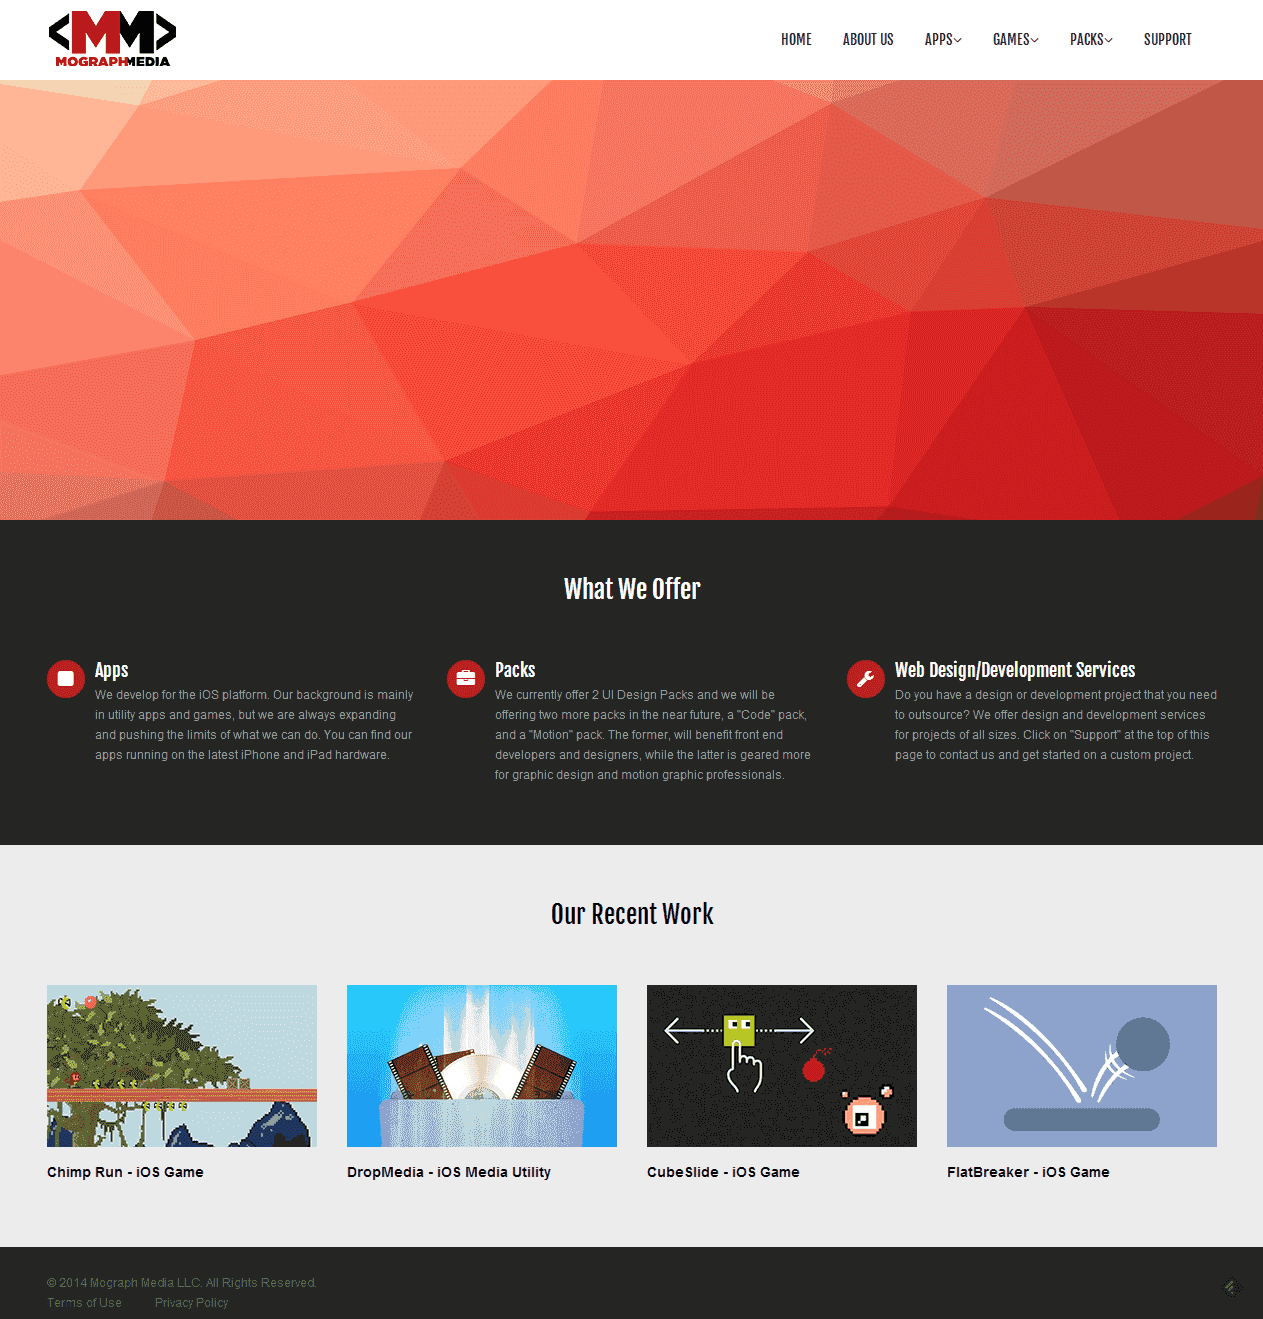 MM
MOGRAPHMEDIA
HOME ABOUT US APPS GAMES PACKS SUPPORT
What We Offer
Apps
We develop for the iOS platform. Our background is mainly
in utility apps and games, but we are always expanding
and pushing the limits of what we can do. You can find our
apps running on the latest iPhone and iPad hardware.
Packs
We currently offer 2 UI Design Packs and we will be
offering two more packs in the near future, a "Code" pack,
and a "Motion" pack. The former, will benefit front end
developers and designers, while the latter is geared more
for graphic design and motion graphic professionals.
Web Design/Development Services
Do you have a design or development project that you need
to outsource? We offer design and development services
for projects of all sizes. Click on "Support" at the top of this
page to contact us and get started on a custom project.
Our Recent Work
Chimp Run - iOS Game
DropMedia - iOS Media Utility
CubeSlide - iOS Game
FlatBreaker - iOS Game
© 2014 Mograph Media LLC. All Rights Reserved.
Terms of Use Privacy Policy